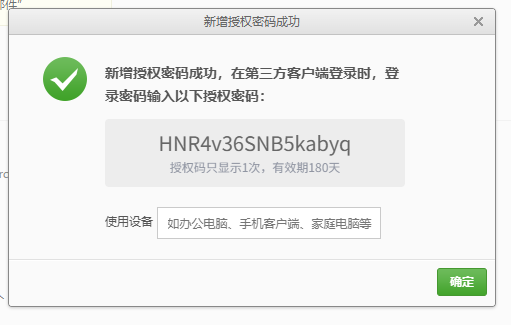 部件"
新增授权密码成功
新增授权密码成功，在第三方客户端登录时，登
录密码输入以下授权密码：
HNR4v36SNB5kabyq
授权码只显示1次，有效期180天
使用设备
如办公电脑、手机客户端、家庭电脑等
确定